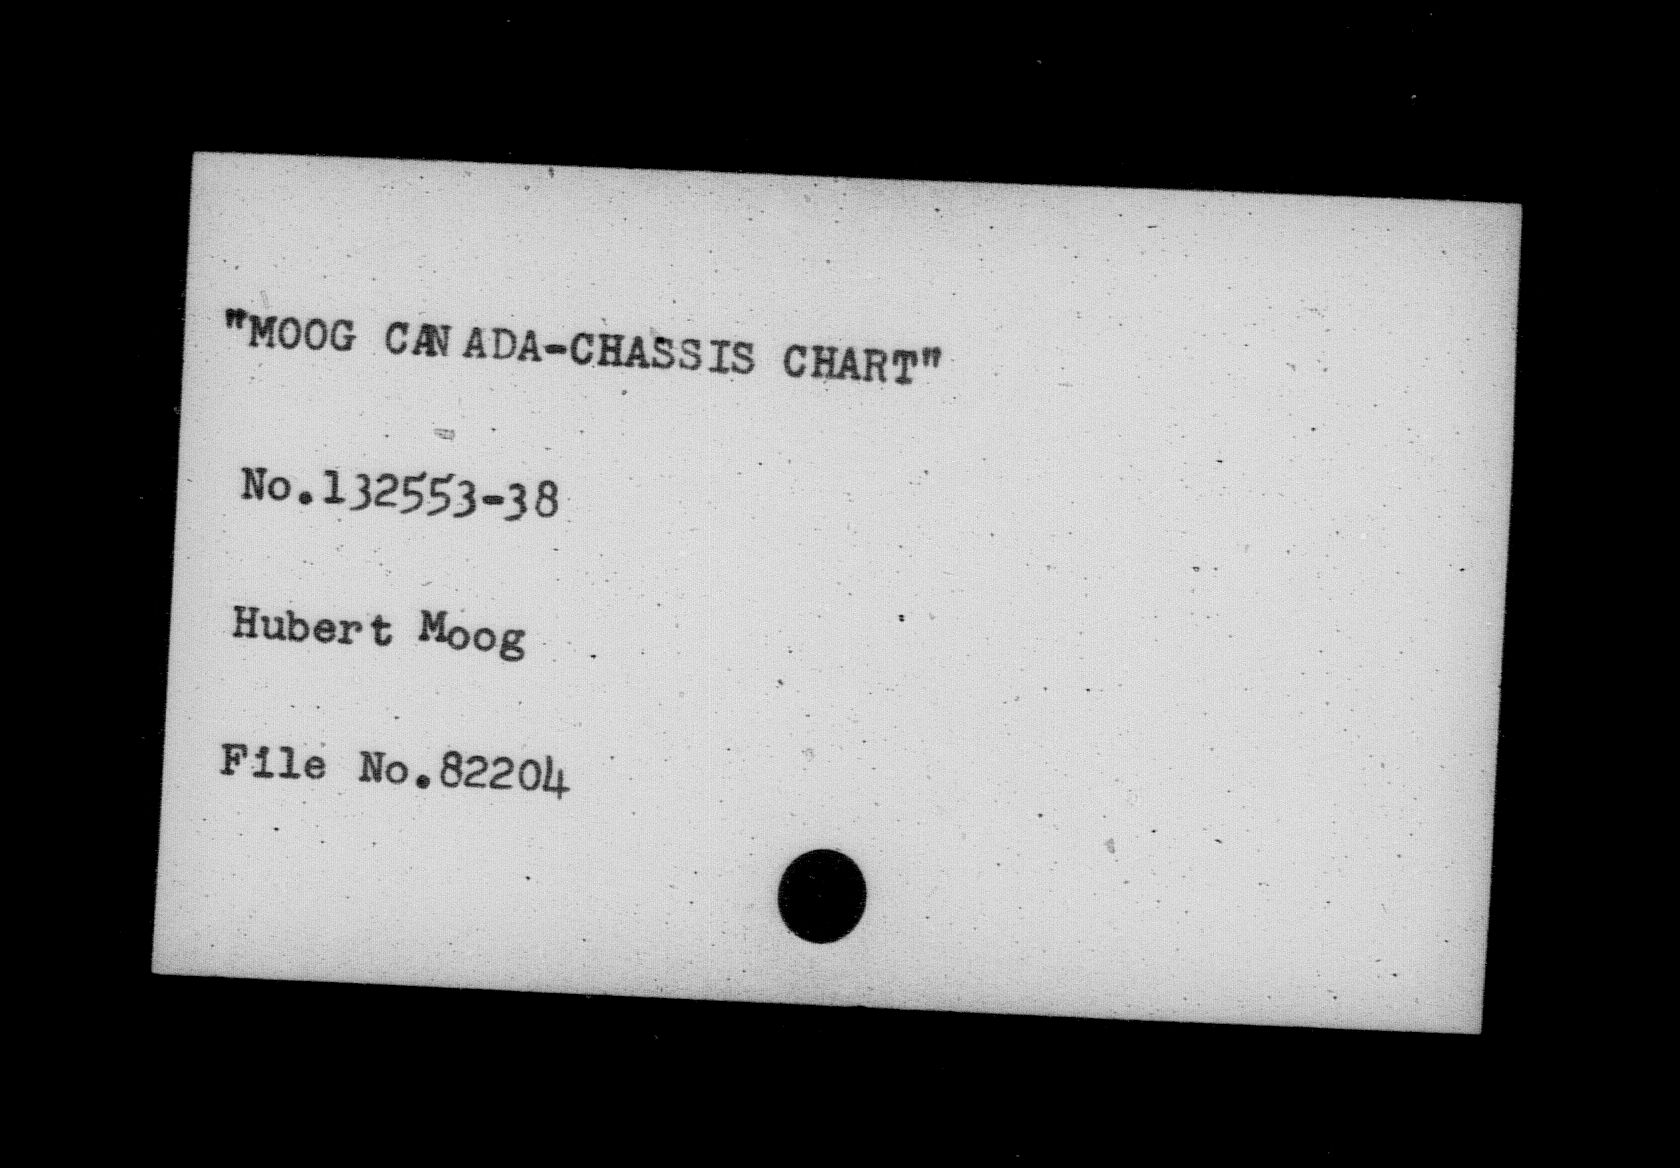 "MOOG CANADA-CHASSIS CHART"
No.132553-38
Hubert Moog
File No.82204